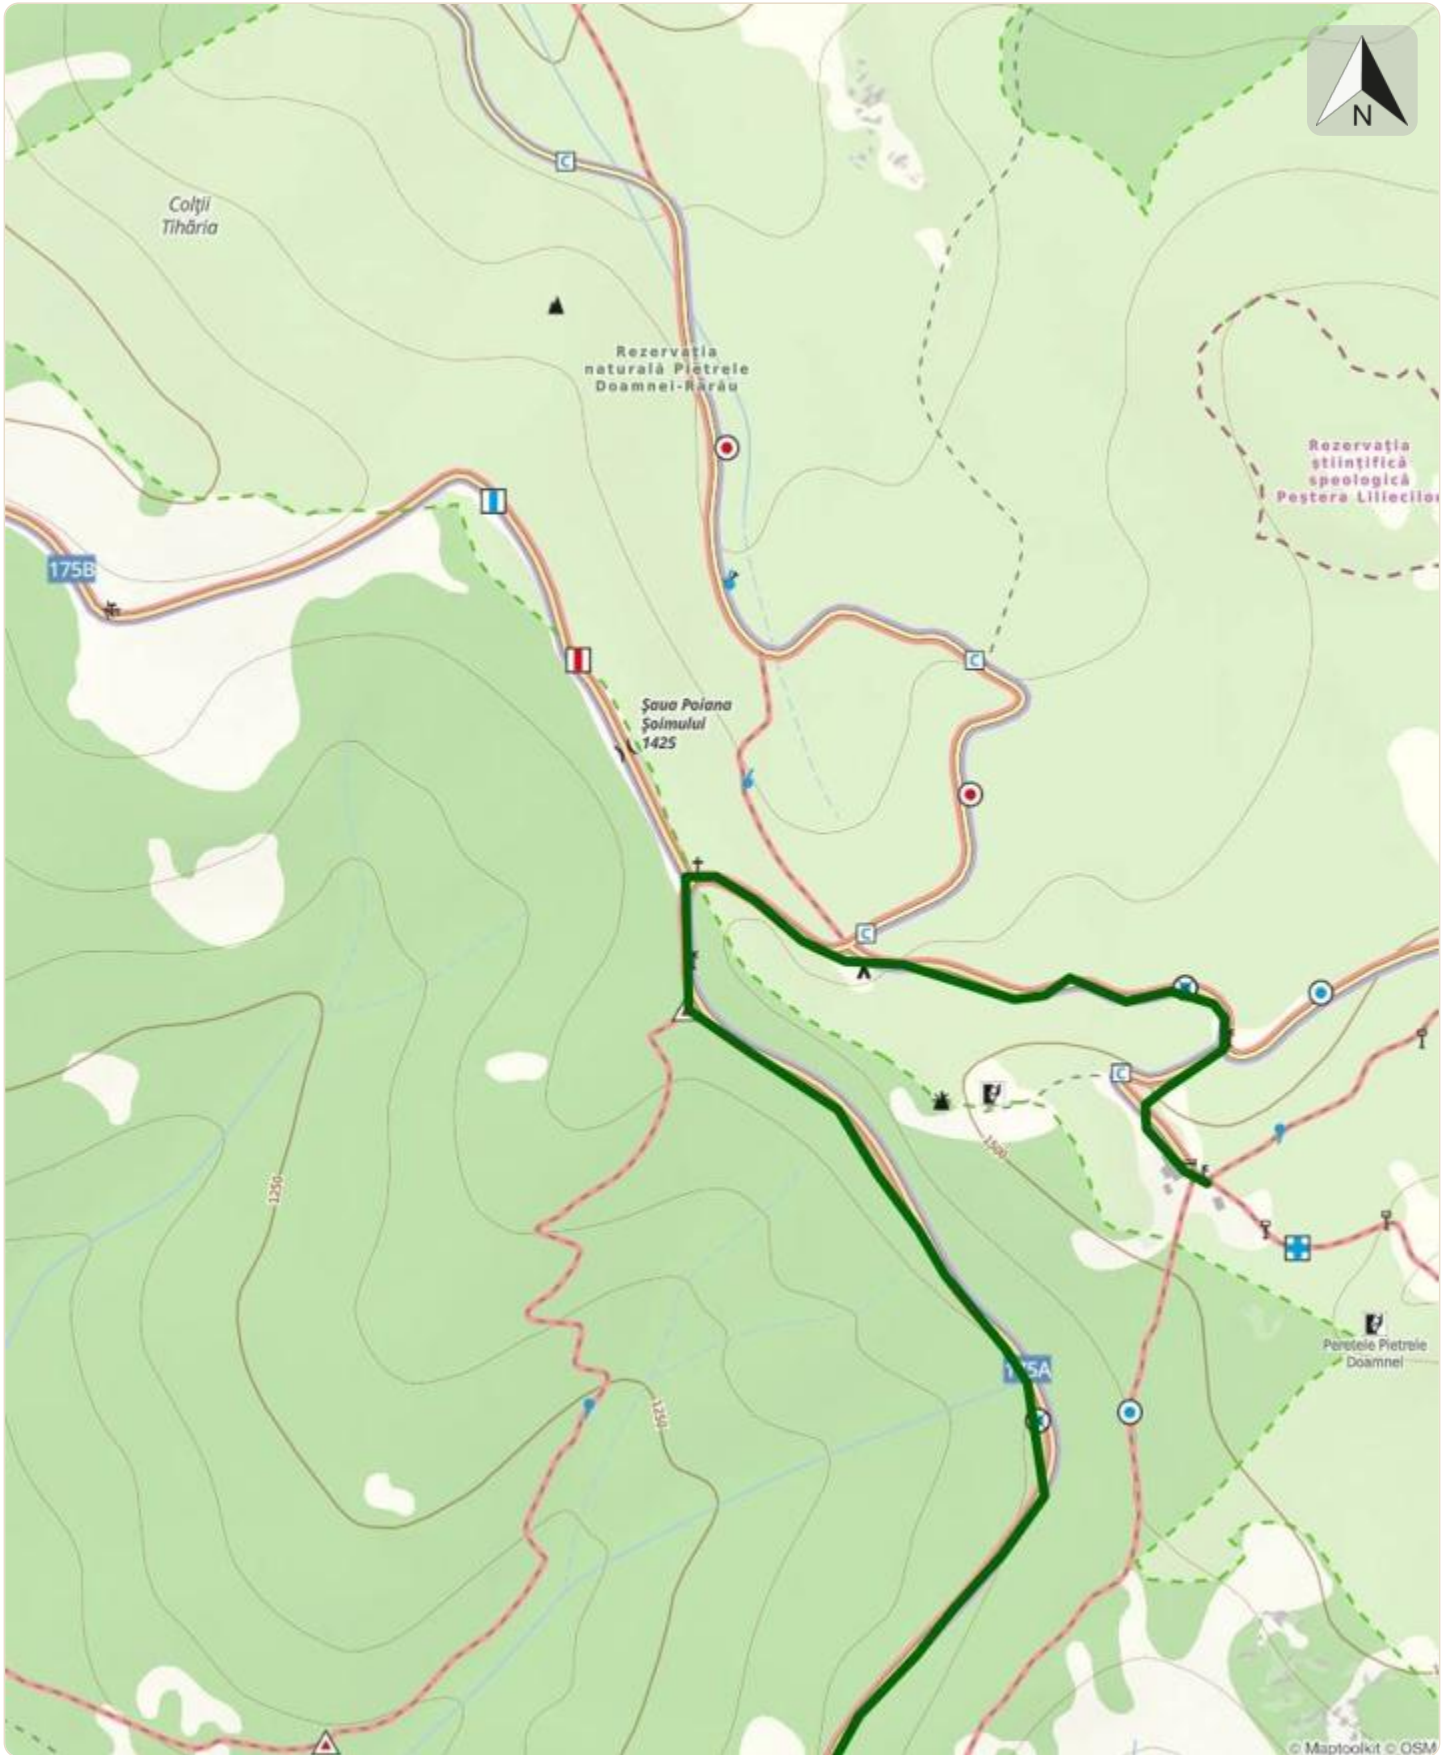 N
C
Colții
Tihăria
Rezervația
naturală Pietrele
Doamnei-Rarău
Rezervația
științifică
speologică
Peștera Liliecilor
175B
C
Șaua Poiana
Șoimului
1425
C
C
1500
1250
Peretele Pietrele
Doamnei
175A
1250
© Maptoolkit © OSM